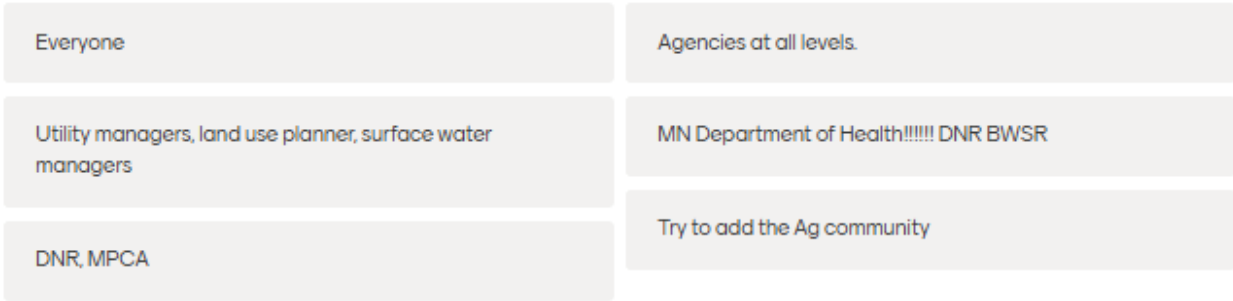 Everyone
Utility managers, land use planner, surface water
managers
DNR, MPCA
Agencies at all levels.
MN Department of Health!!!!!! DNR BWSR
Try to add the Ag community